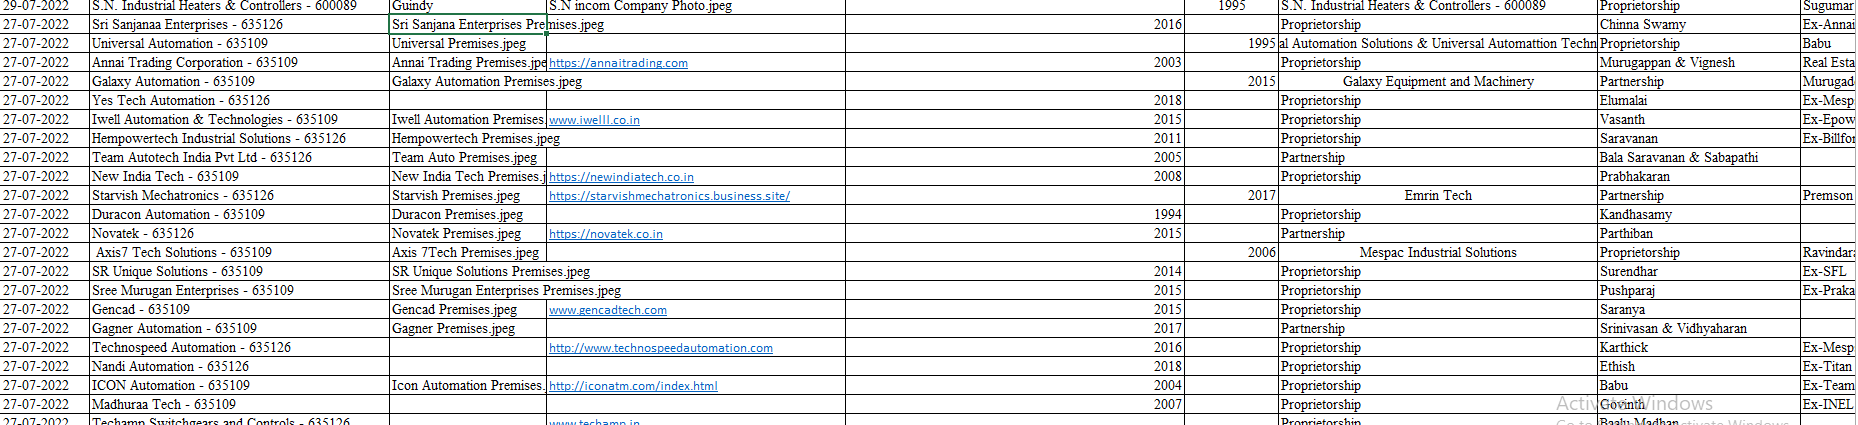 29-07-2022 S.N. Industrial Heaters & Controllers - 600089 Guindy S.N incom Company Photo.jpeg 1995 S.N. Industrial Heaters & Controllers - 600089 Proprietorship Sugumar
27-07-2022 Sri Sanjanaa Enterprises - 635126 Sri Sanjana Enterprises Premises.jpeg 2016 Proprietorship Chinna Swamy Ex-Annai
27-07-2022 Universal Automation - 635109 Universal Premises.jpeg 1995 al Automation Solutions & Universal Automattion Techn Proprietorship Babu
27-07-2022 Annai Trading Corporation - 635109 Annai Trading Premises.jpe https://annaitrading.com 2003 Proprietorship Murugappan & Vignesh Real Esta
27-07-2022 Galaxy Automation - 635109 Galaxy Automation Premises.jpeg 2015 Galaxy Equipment and Machinery Partnership Murugad
27-07-2022 Yes Tech Automation - 635126 2018 Proprietorship Elumalai Ex-Mesp
27-07-2022 Iwell Automation & Technologies - 635109 Iwell Automation Premises. www.iwelll.co.in 2015 Proprietorship Vasanth Ex-Epow
27-07-2022 Hempowertech Industrial Solutions - 635126 Hempowertech Premises.jpeg 2011 Proprietorship Saravanan Ex-Billfor
27-07-2022 Team Autotech India Pvt Ltd - 635126 Team Auto Premises.jpeg 2005 Partnership Bala Saravanan & Sabapathi
27-07-2022 New India Tech - 635109 New India Tech Premises.j https://newindiatech.co.in 2008 Proprietorship Prabhakaran
27-07-2022 Starvish Mechatronics - 635126 Starvish Premises.jpeg https://starvishmechatronics.business.site/ 2017 Emrin Tech Partnership Premson
27-07-2022 Duracon Automation - 635109 Duracon Premises.jpeg 1994 Proprietorship Kandhasamy
27-07-2022 Novatek - 635126 Novatek Premises.jpeg https://novatek.co.in 2015 Partnership Parthiban
27-07-2022 Axis7 Tech Solutions - 635109 Axis 7Tech Premises.jpeg 2006 Mespac Industrial Solutions Proprietorship Ravindara
27-07-2022 SR Unique Solutions - 635109 SR Unique Solutions Premises.jpeg 2014 Proprietorship Surendhar Ex-SFL
27-07-2022 Sree Murugan Enterprises - 635109 Sree Murugan Enterprises Premises.jpeg 2015 Proprietorship Pushparaj Ex-Praka
27-07-2022 Gencad - 635109 Gencad Premises.jpeg www.gencadtech.com 2015 Proprietorship Saranya
27-07-2022 Gagner Automation - 635109 Gagner Premises.jpeg 2017 Partnership Srinivasan & Vidhyaharan
27-07-2022 Technospeed Automation - 635126 http://www.technospeedautomation.com 2016 Proprietorship Karthick Ex-Mesp
27-07-2022 Nandi Automation - 635126 2018 Proprietorship Ethish Ex-Titan
27-07-2022 ICON Automation - 635109 Icon Automation Premises. http://iconatm.com/index.html 2004 Proprietorship Babu Ex-Team
27-07-2022 Madhuraa Tech - 635109 2007 Proprietorship Govinth Ex-INEL
Activate Windows
27-07-2022 Techamp Switchgears and Controls - 635126 www.techamp.in Proprietorship Baalu Madhan